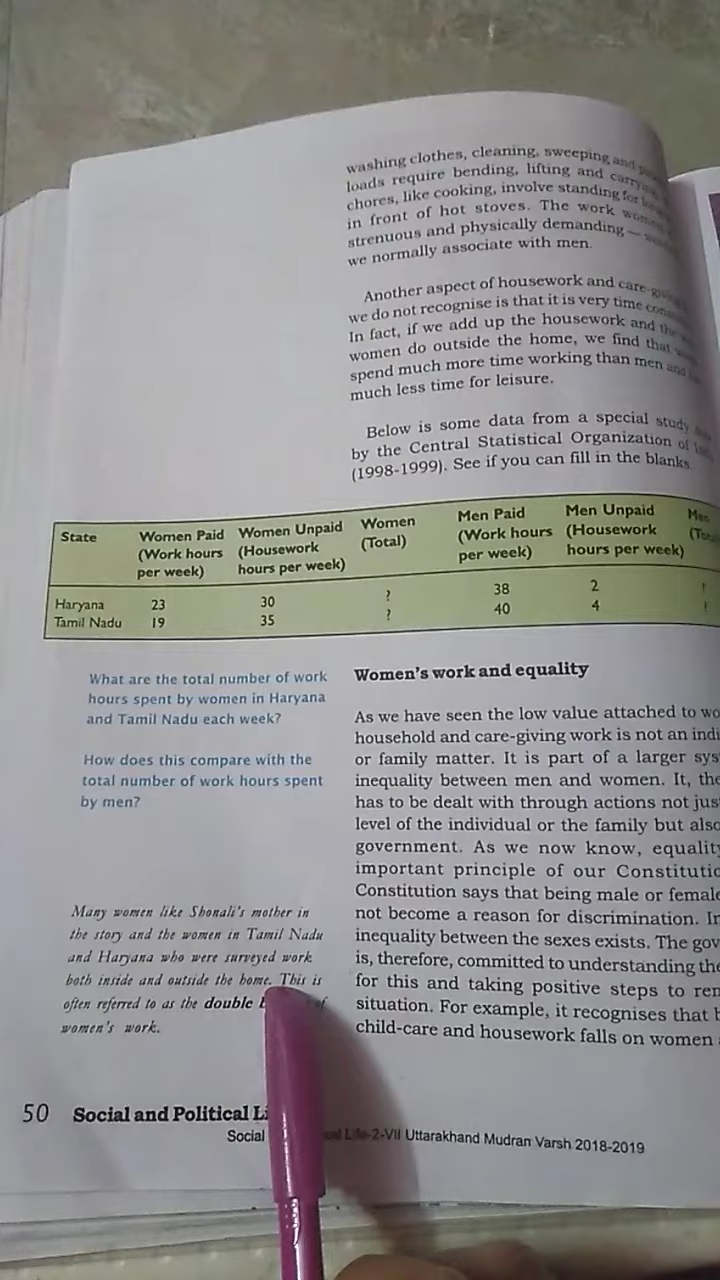 washing clothes, cleaning, sweeping and
loads require bending, lifting and
chores, like cooking, involve standing for
in front of hot stoves. The work
strenuous and physically demanding —
we normally associate with men.
Another aspect of housework and
we do not recognise is that it is very time
In fact, if we add up the housework and the
women do outside the home, we find that
spend much more time working than men and
much less time for leisure.
Below is some data from a special study
by the Central Statistical Organization of
(1998-1999). See if you can fill in the blanks
State Women Paid Women Unpaid Women Men Paid Men Unpaid Men
(Work hours (Housework (Total) (Work hours (Housework
per week) hours per week) per week) hours per week)
Haryana 23 30 ? 38 2 ?
Tamil Nadu 19 35 ? 40 4 ?
What are the total number of work
hours spent by women in Haryana
and Tamil Nadu each week?
How does this compare with the
total number of work hours spent
by men?
Many women like Shonali's mother in
the story and the women in Tamil Nadu
and Haryana who were surveyed work
both inside and outside the home. This is
often referred to as the double
women's work.
Women's work and equality
As we have seen the low value attached to
household and care-giving work is not an
or family matter. It is part of a larger
inequality between men and women. It,
has to be dealt with through actions not
level of the individual or the family but
government. As we now know,
important principle of our
Constitution says that being male or
not become a reason for discrimination.
inequality between the sexes exists. The
is, therefore, committed to understanding
for this and taking positive steps to
situation. For example, it recognises that
child-care and housework falls on women
50 Social and Political
Social Life-2-VII Uttarakhand Mudran Varsh 2018-2019